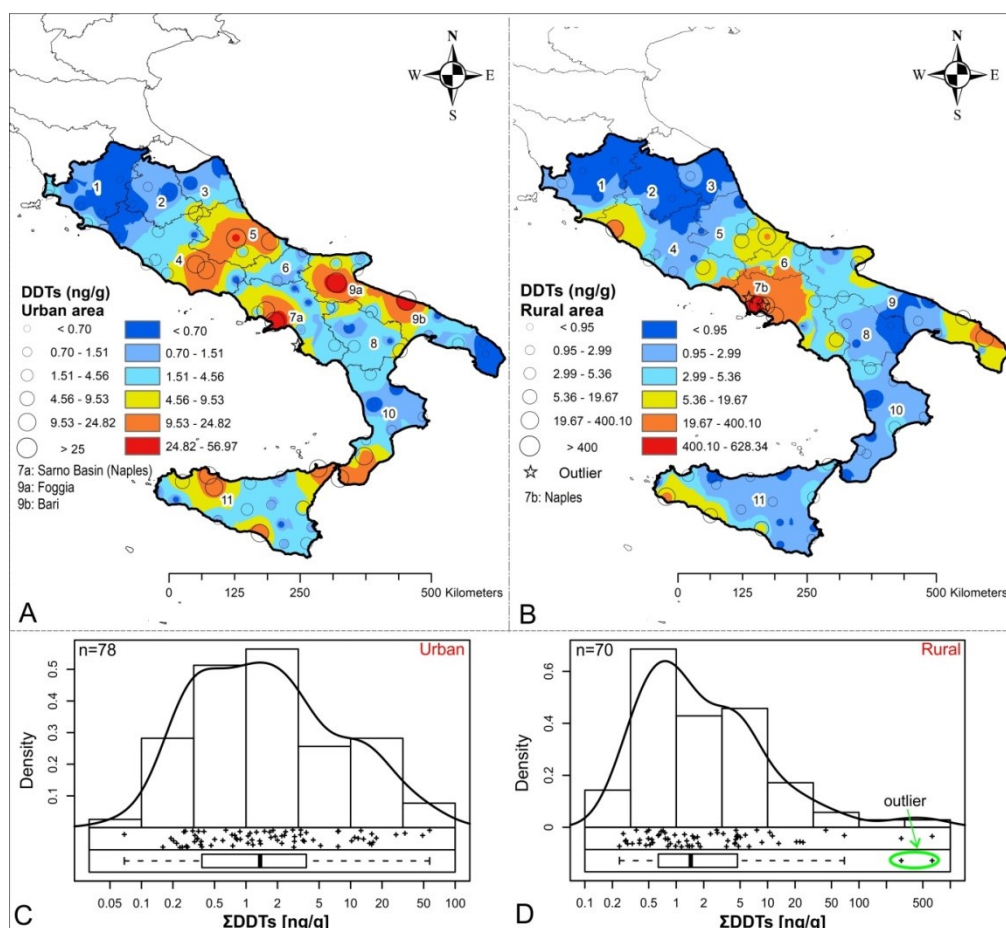 N
W E
S
A
1
2
3
4
5
6
7a
8
9a
9b
10
11
DDTs (ng/g)
Urban area
< 0.70 < 0.70
0.70 - 1.51 0.70 - 1.51
1.51 - 4.56 1.51 - 4.56
4.56 - 9.53 4.56 - 9.53
9.53 - 24.82 9.53 - 24.82
> 25 24.82 - 56.97
7a: Sarno Basin (Naples)
9a: Foggia
9b: Bari
0 125 250 500 Kilometers
N
W E
S
B
1
2
3
4
5
6
7b
8
9
10
11
DDTs (ng/g)
Rural area
< 0.95 < 0.95
0.95 - 2.99 0.95 - 2.99
2.99 - 5.36 2.99 - 5.36
5.36 - 19.67 5.36 - 19.67
19.67 - 400.10 19.67 - 400.10
> 400 400.10 - 628.34
Outlier
7b: Naples
0 125 250 500 Kilometers
n=78 Urban
Density
0.5
0.4
0.3
0.2
0.1
0.05 0.1 0.2 0.5 1 2 5 10 20 50 100
ΣDDTs [ng/g]
C
n=70 Rural
Density
0.6
0.4
0.2
0
outlier
0.1 0.2 0.5 1 2 5 10 20 50 100 500
ΣDDTs [ng/g]
D